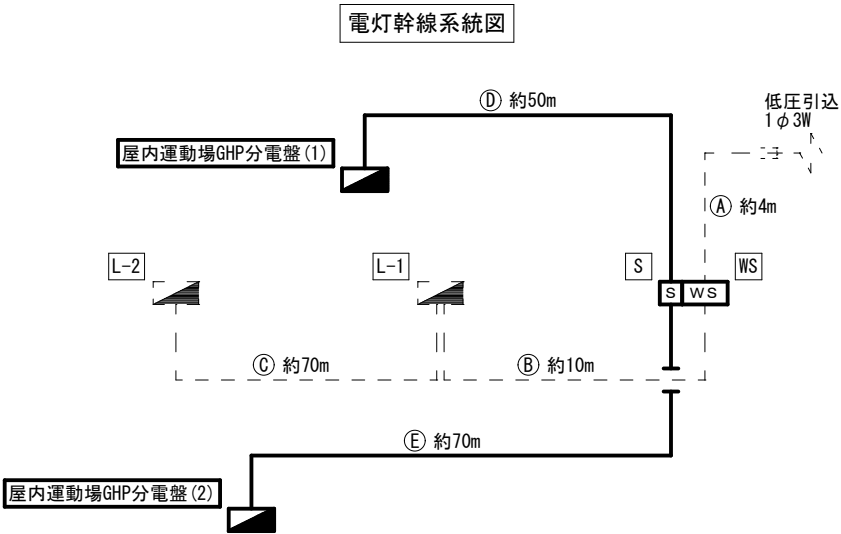 電灯幹線系統図
Ⓓ 約50m
低圧引込
1φ3W
屋内運動場GHP分電盤(1)
Ⓐ 約4m
L-2
L-1
S
WS
S
WS
Ⓒ 約70m
Ⓑ 約10m
Ⓔ 約70m
屋内運動場GHP分電盤(2)